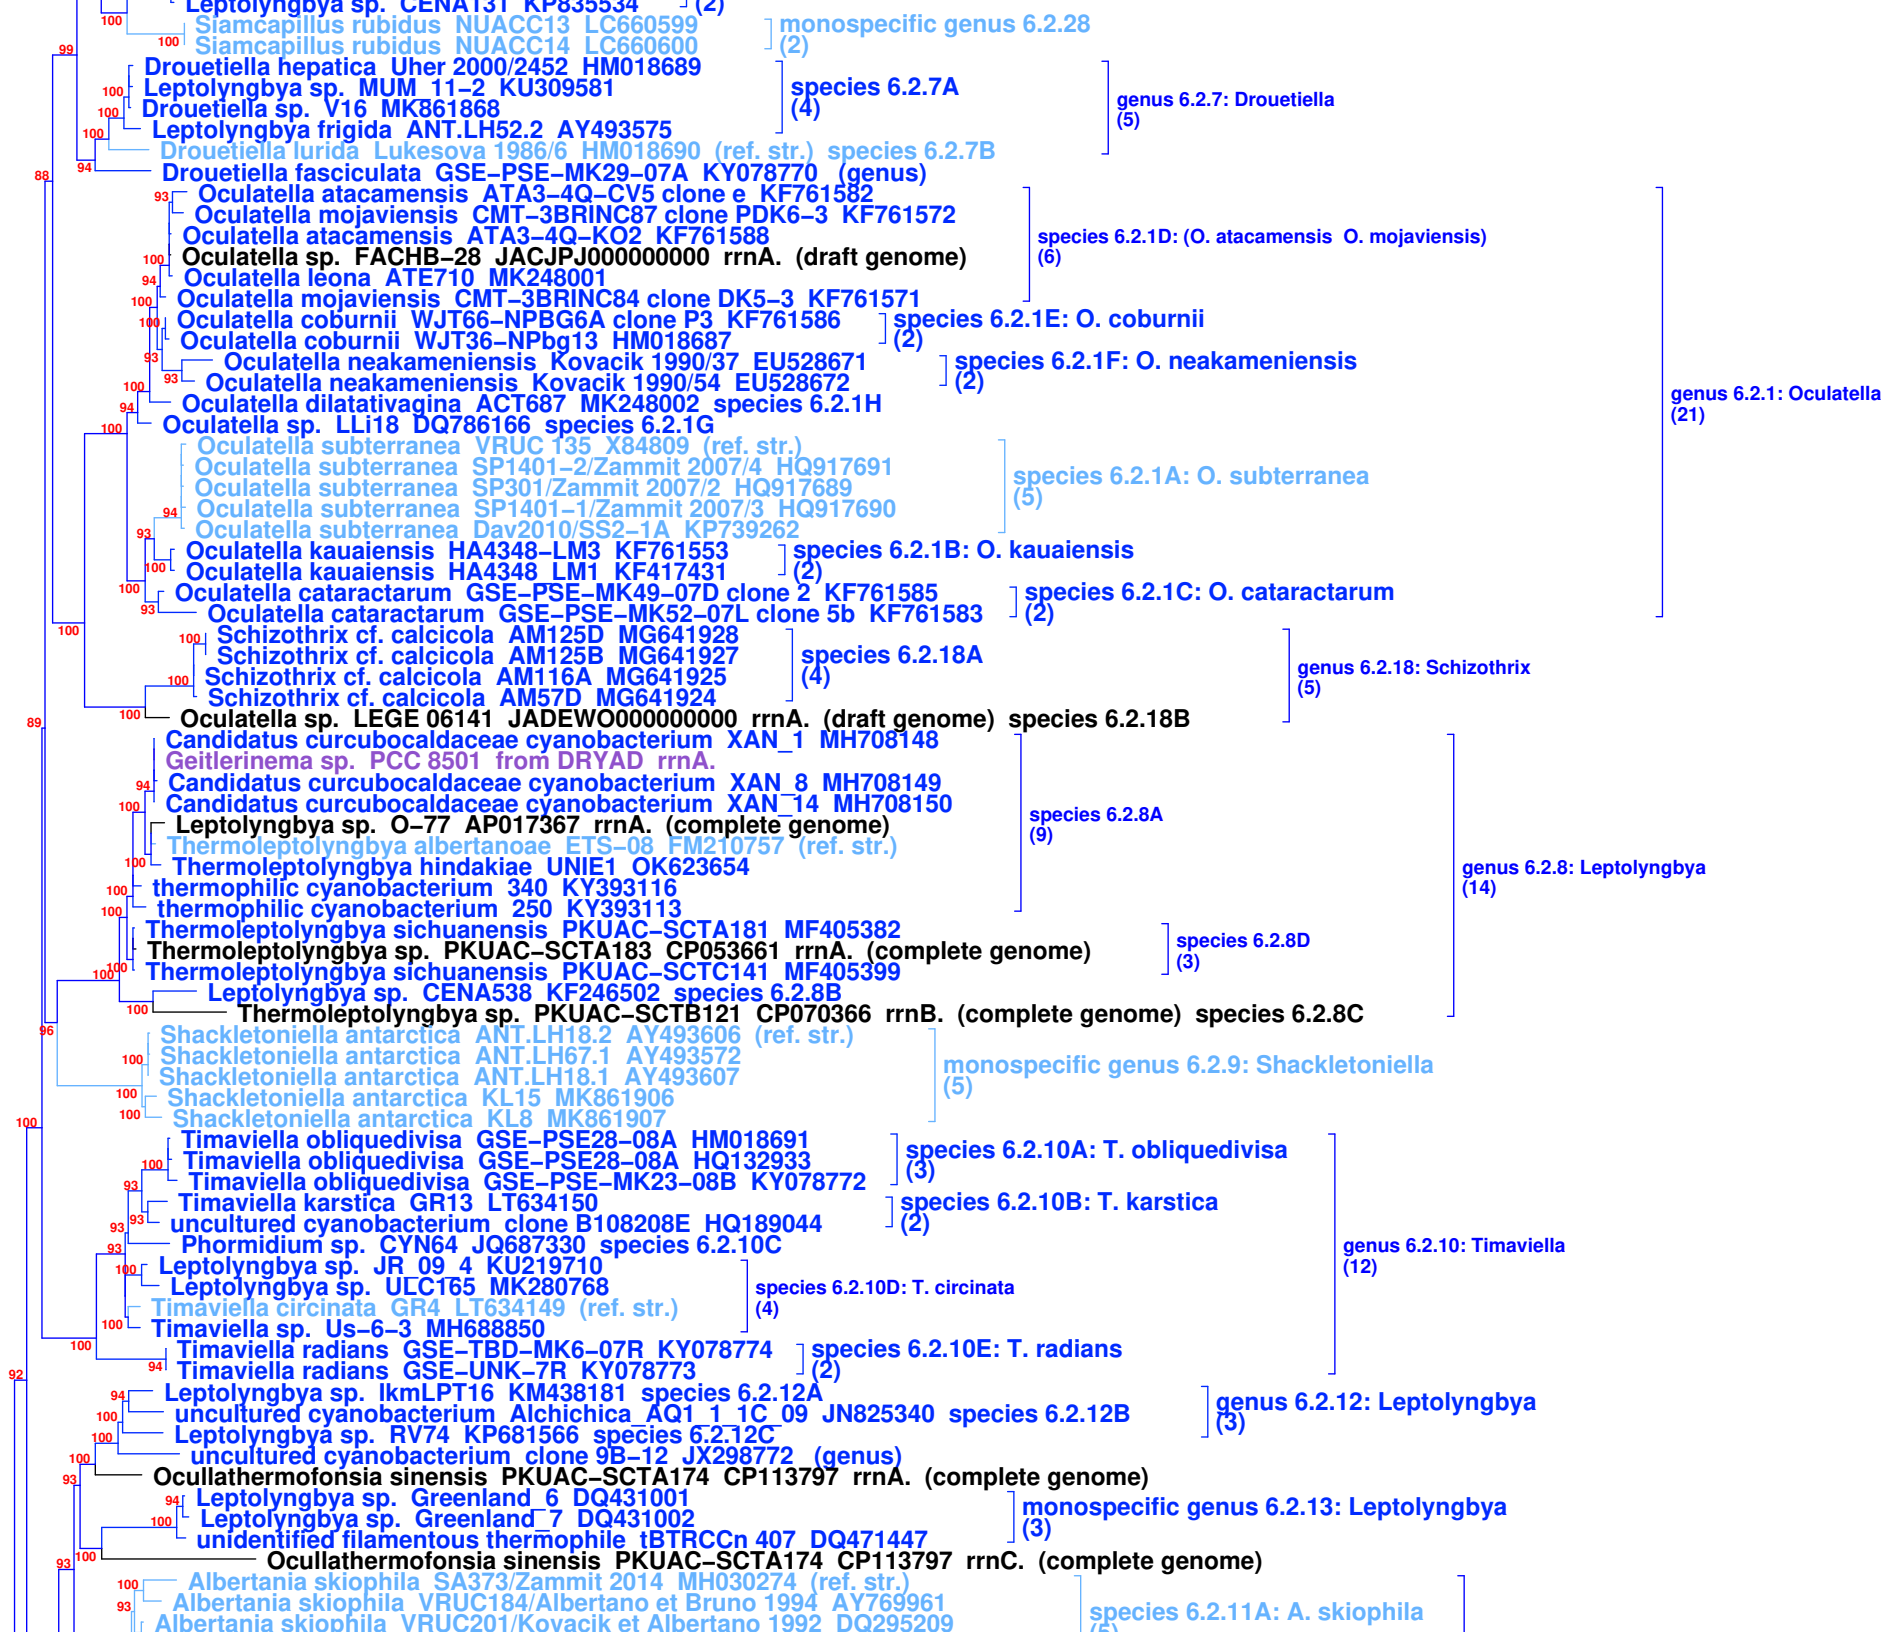 Leptolyngbya sp. CENA131 KP835534 (2)
Siamcapillus rubidus NUACC13 LC660599 monospecific genus 6.2.28
Siamcapillus rubidus NUACC14 LC660600 (2)
Drouetiella hepatica Uher 2000/2452 HM018689
Leptolyngbya sp. MUM_11−2 KU309581 species 6.2.7A
genus 6.2.7: Drouetiella
Drouetiella sp. V16 MK861868 (4)
(5)
Leptolyngbya frigida ANT.LH52.2 AY493575
Drouetiella lurida Lukesova 1986/6 HM018690 (ref. str.) species 6.2.7B
Drouetiella fasciculata GSE−PSE−MK29−07A KY078770 (genus)
Oculatella atacamensis ATA3−4Q−CV5 clone e KF761582
Oculatella mojaviensis CMT−3BRINC87 clone PDK6−3 KF761572
Oculatella atacamensis ATA3−4Q−KO2 KF761588 species 6.2.1D: (O. atacamensis O. mojaviensis)
Oculatella sp. FACHB−28 JACJPJ000000000 rrnA. (draft genome) (6)
Oculatella leona ATE710 MK248001
Oculatella mojaviensis CMT−3BRINC84 clone DK5−3 KF761571
Oculatella coburnii WJT66−NPBG6A clone P3 KF761586 species 6.2.1E: O. coburnii
Oculatella coburnii WJT36−NPbg13 HM018687 (2)
Oculatella neakameniensis Kovacik 1990/37 EU528671 species 6.2.1F: O. neakameniensis
Oculatella neakameniensis Kovacik 1990/54 EU528672 (2)
genus 6.2.1: Oculatella
Oculatella dilatativagina ACT687 MK248002 species 6.2.1H
(21)
Oculatella sp. LLi18 DQ786166 species 6.2.1G
Oculatella subterranea VRUC 135 X84809 (ref. str.)
Oculatella subterranea SP1401−2/Zammit 2007/4 HQ917691 species 6.2.1A: O. subterranea
Oculatella subterranea SP301/Zammit 2007/2 HQ917689 (5)
Oculatella subterranea SP1401−1/Zammit 2007/3 HQ917690
Oculatella subterranea Dav2010/SS2−1A KP739262
Oculatella kauaiensis HA4348−LM3 KF761553 species 6.2.1B: O. kauaiensis
Oculatella kauaiensis HA4348_LM1 KF417431 (2)
Oculatella cataractarum GSE−PSE−MK49−07D clone 2 KF761585 species 6.2.1C: O. cataractarum
Oculatella cataractarum GSE−PSE−MK52−07L clone 5b KF761583 (2)
Schizothrix cf. calcicola AM125D MG641928
Schizothrix cf. calcicola AM125B MG641927 species 6.2.18A
genus 6.2.18: Schizothrix
Schizothrix cf. calcicola AM116A MG641925 (4)
(5)
Schizothrix cf. calcicola AM57D MG641924
Oculatella sp. LEGE 06141 JADEWO000000000 rrnA. (draft genome) species 6.2.18B
Candidatus curcubocaldaceae cyanobacterium XAN_1 MH708148
Geitlerinema sp. PCC 8501 from DRYAD rrnA.
Candidatus curcubocaldaceae cyanobacterium XAN_8 MH708149
Candidatus curcubocaldaceae cyanobacterium XAN_14 MH708150
species 6.2.8A
Leptolyngbya sp. O−77 AP017367 rrnA. (complete genome) (9)
Thermoleptolyngbya albertanoae ETS−08 FM210757 (ref. str.)
Thermoleptolyngbya hindakiae UNIE1 OK623654 genus 6.2.8: Leptolyngbya
thermophilic cyanobacterium 340 KY393116 (14)
thermophilic cyanobacterium 250 KY393113
Thermoleptolyngbya sichuanensis PKUAC−SCTA181 MF405382
species 6.2.8D
Thermoleptolyngbya sp. PKUAC−SCTA183 CP053661 rrnA. (complete genome) (3)
Thermoleptolyngbya sichuanensis PKUAC−SCTC141 MF405399
Leptolyngbya sp. CENA538 KF246502 species 6.2.8B
Thermoleptolyngbya sp. PKUAC−SCTB121 CP070366 rrnB. (complete genome) species 6.2.8C
Shackletoniella antarctica ANT.LH18.2 AY493606 (ref. str.)
Shackletoniella antarctica ANT.LH67.1 AY493572 monospecific genus 6.2.9: Shackletoniella
Shackletoniella antarctica ANT.LH18.1 AY493607 (5)
Shackletoniella antarctica KL15 MK861906
Shackletoniella antarctica KL8 MK861907
Timaviella obliquedivisa GSE−PSE28−08A HM018691 species 6.2.10A: T. obliquedivisa
Timaviella obliquedivisa GSE−PSE28−08A HQ132933 (3)
Timaviella obliquedivisa GSE−PSE−MK23−08B KY078772
Timaviella karstica GR13 LT634150 species 6.2.10B: T. karstica
uncultured cyanobacterium clone B108208E HQ189044 (2)
Phormidium sp. CYN64 JQ687330 species 6.2.10C genus 6.2.10: Timaviella
Leptolyngbya sp. JR_09_4 KU219710 (12)
Leptolyngbya sp. ULC165 MK280768 species 6.2.10D: T. circinata
Timaviella circinata GR4 LT634149 (ref. str.) (4)
Timaviella sp. Us−6−3 MH688850
Timaviella radians GSE−TBD−MK6−07R KY078774 species 6.2.10E: T. radians
Timaviella radians GSE−UNK−7R KY078773 (2)
Leptolyngbya sp. IkmLPT16 KM438181 species 6.2.12A genus 6.2.12: Leptolyngbya
uncultured cyanobacterium Alchichica_AQ1_1_1C_09 JN825340 species 6.2.12B (3)
Leptolyngbya sp. RV74 KP681566 species 6.2.12C
uncultured cyanobacterium clone 9B−12 JX298772 (genus)
Ocullathermofonsia sinensis PKUAC−SCTA174 CP113797 rrnA. (complete genome)
Leptolyngbya sp. Greenland_6 DQ431001 monospecific genus 6.2.13: Leptolyngbya
Leptolyngbya sp. Greenland_7 DQ431002 (3)
unidentified filamentous thermophile tBTRCCn 407 DQ471447
Ocullathermofonsia sinensis PKUAC−SCTA174 CP113797 rrnC. (complete genome)
Albertania skiophila SA373/Zammit 2014 MH030274 (ref. str.)
Albertania skiophila VRUC184/Albertano et Bruno 1994 AY769961 species 6.2.11A: A. skiophila
Albertania skiophila VRUC201/Kovacik et Albertano 1992 DQ295209